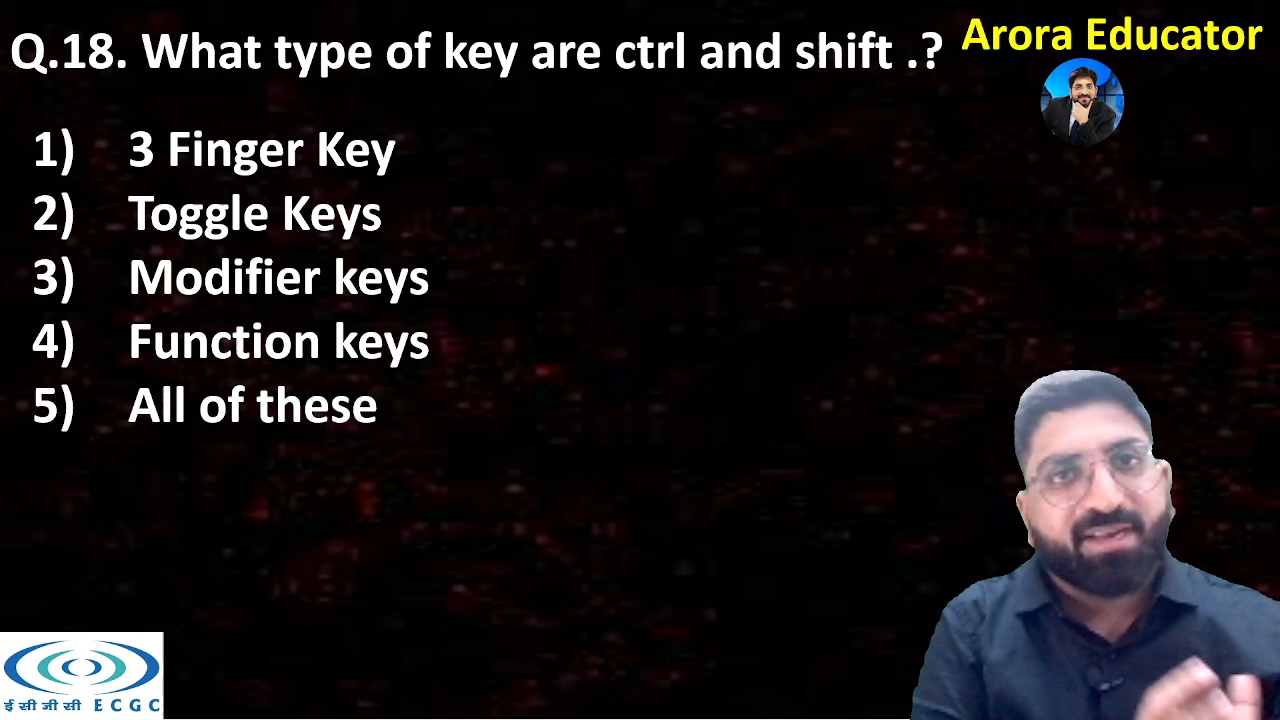 Q.18. What type of key are ctrl and shift .?
Arora Educator
1) 3 Finger Key
2) Toggle Keys
3) Modifier keys
4) Function keys
5) All of these
ई सी जी सी E C G C